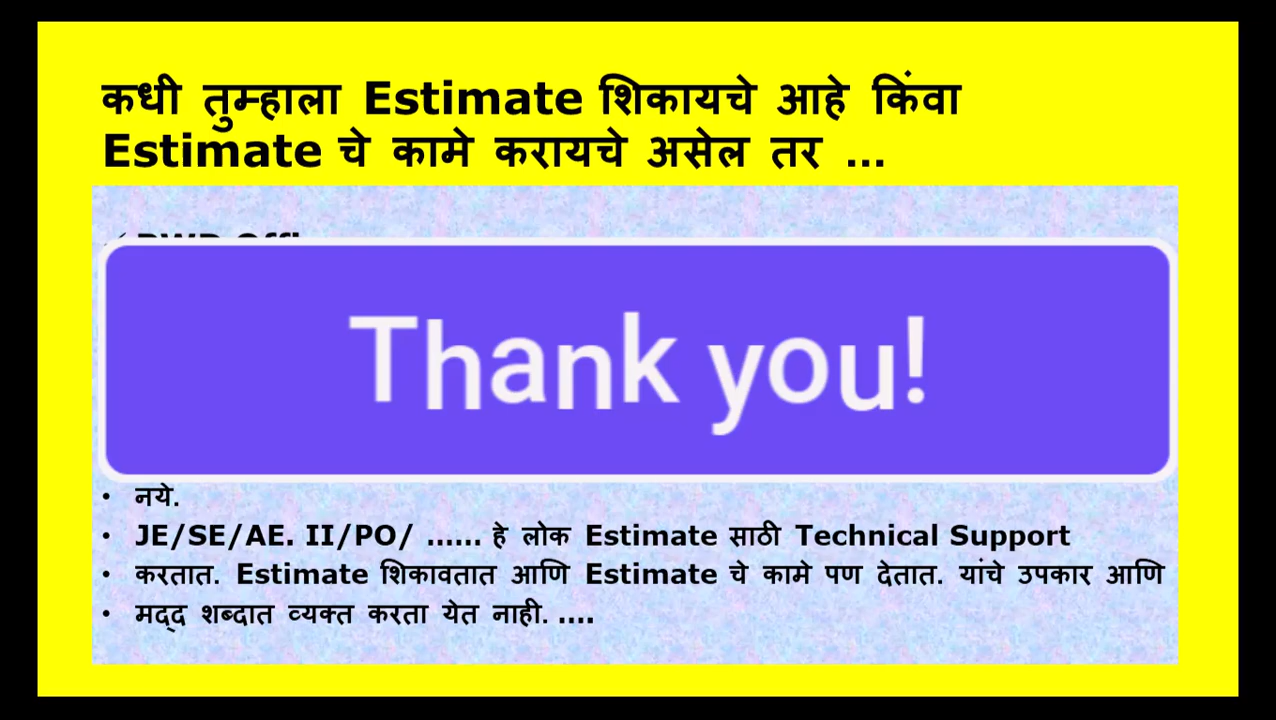 कधी तुम्हाला Estimate शिकायचे आहे किंवा
Estimate चे कामे करायचे असेल तर ...
Thank you!
• नये.
• JE/SE/AE. II/PO/ ...... हे लोक Estimate साठी Technical Support
• करतात. Estimate शिकावतात आणि Estimate चे कामे पण देतात. यांचे उपकार आणि
• मद्द शब्दात व्यक्त करता येत नाही. ....